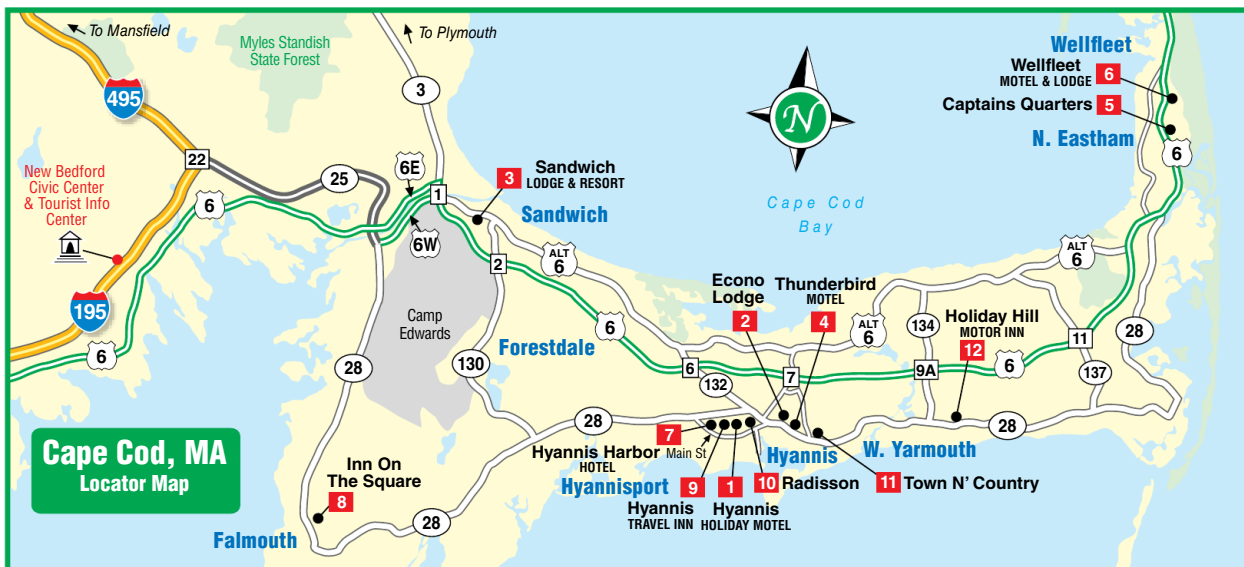 To Mansfield
To Plymouth
Myles Standish
State Forest
495
3
22
New Bedford
Civic Center
& Tourist Info
Center
6
25
6E
1
6W
3
Sandwich
LODGE & RESORT
Sandwich
2
ALT
6
N
Cape Cod
Bay
Wellfleet
Wellfleet
MOTEL & LODGE
6
Captains Quarters
5
N. Eastham
6
195
6
Camp
Edwards
28
130
Forestdale
6
6
132
Econo
Lodge
2
Thunderbird
MOTEL
4
7
ALT
6
134
Holiday Hill
MOTOR INN
12
9A
6
ALT
6
11
28
137
28
28
7
Hyannis Harbor
HOTEL
Main St
Hyannisport
9
Hyannis
TRAVEL INN
1
Hyannis
HOLIDAY MOTEL
10
Radisson
Hyannis
W. Yarmouth
11
Town N' Country
Cape Cod, MA
Locator Map
Inn On
The Square
8
28
Falmouth